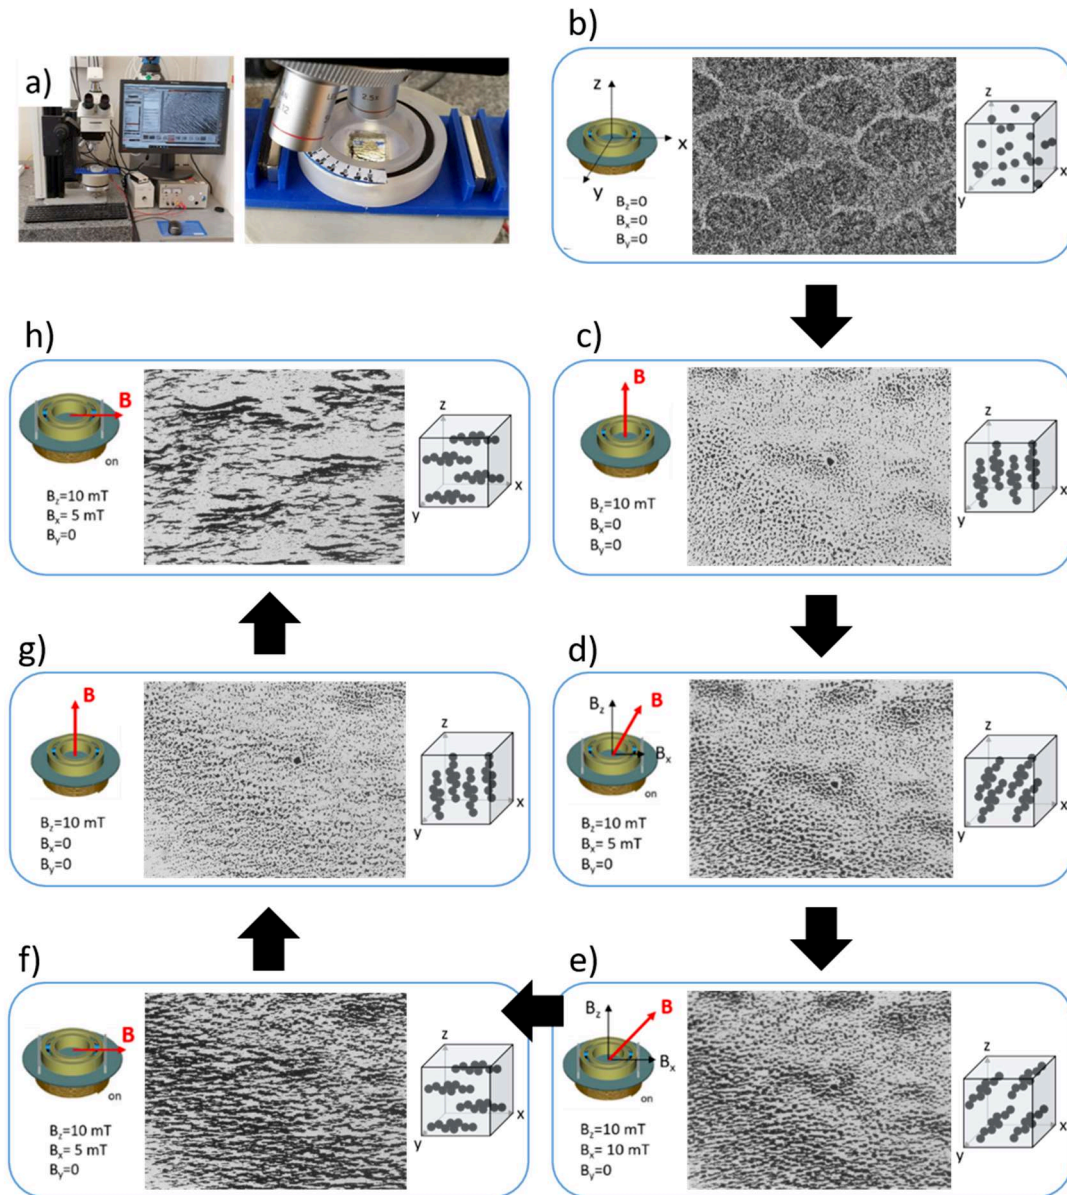 a)
2.5x
b)
z
x
y
B_z=0
B_x=0
B_y=0
z
y
x
h)
B
on
B_z=10 mT
B_x= 5 mT
B_y=0
z
y
x
c)
B
B_z=10 mT
B_x=0
B_y=0
z
y
x
g)
B
B_z=10 mT
B_x=0
B_y=0
z
y
x
d)
B_z
B
B_x
on
B_z=10 mT
B_x= 5 mT
B_y=0
z
y
x
f)
B
on
B_z=10 mT
B_x= 5 mT
B_y=0
z
y
x
e)
B_z
B
B_x
on
B_z=10 mT
B_x= 10 mT
B_y=0
z
y
x